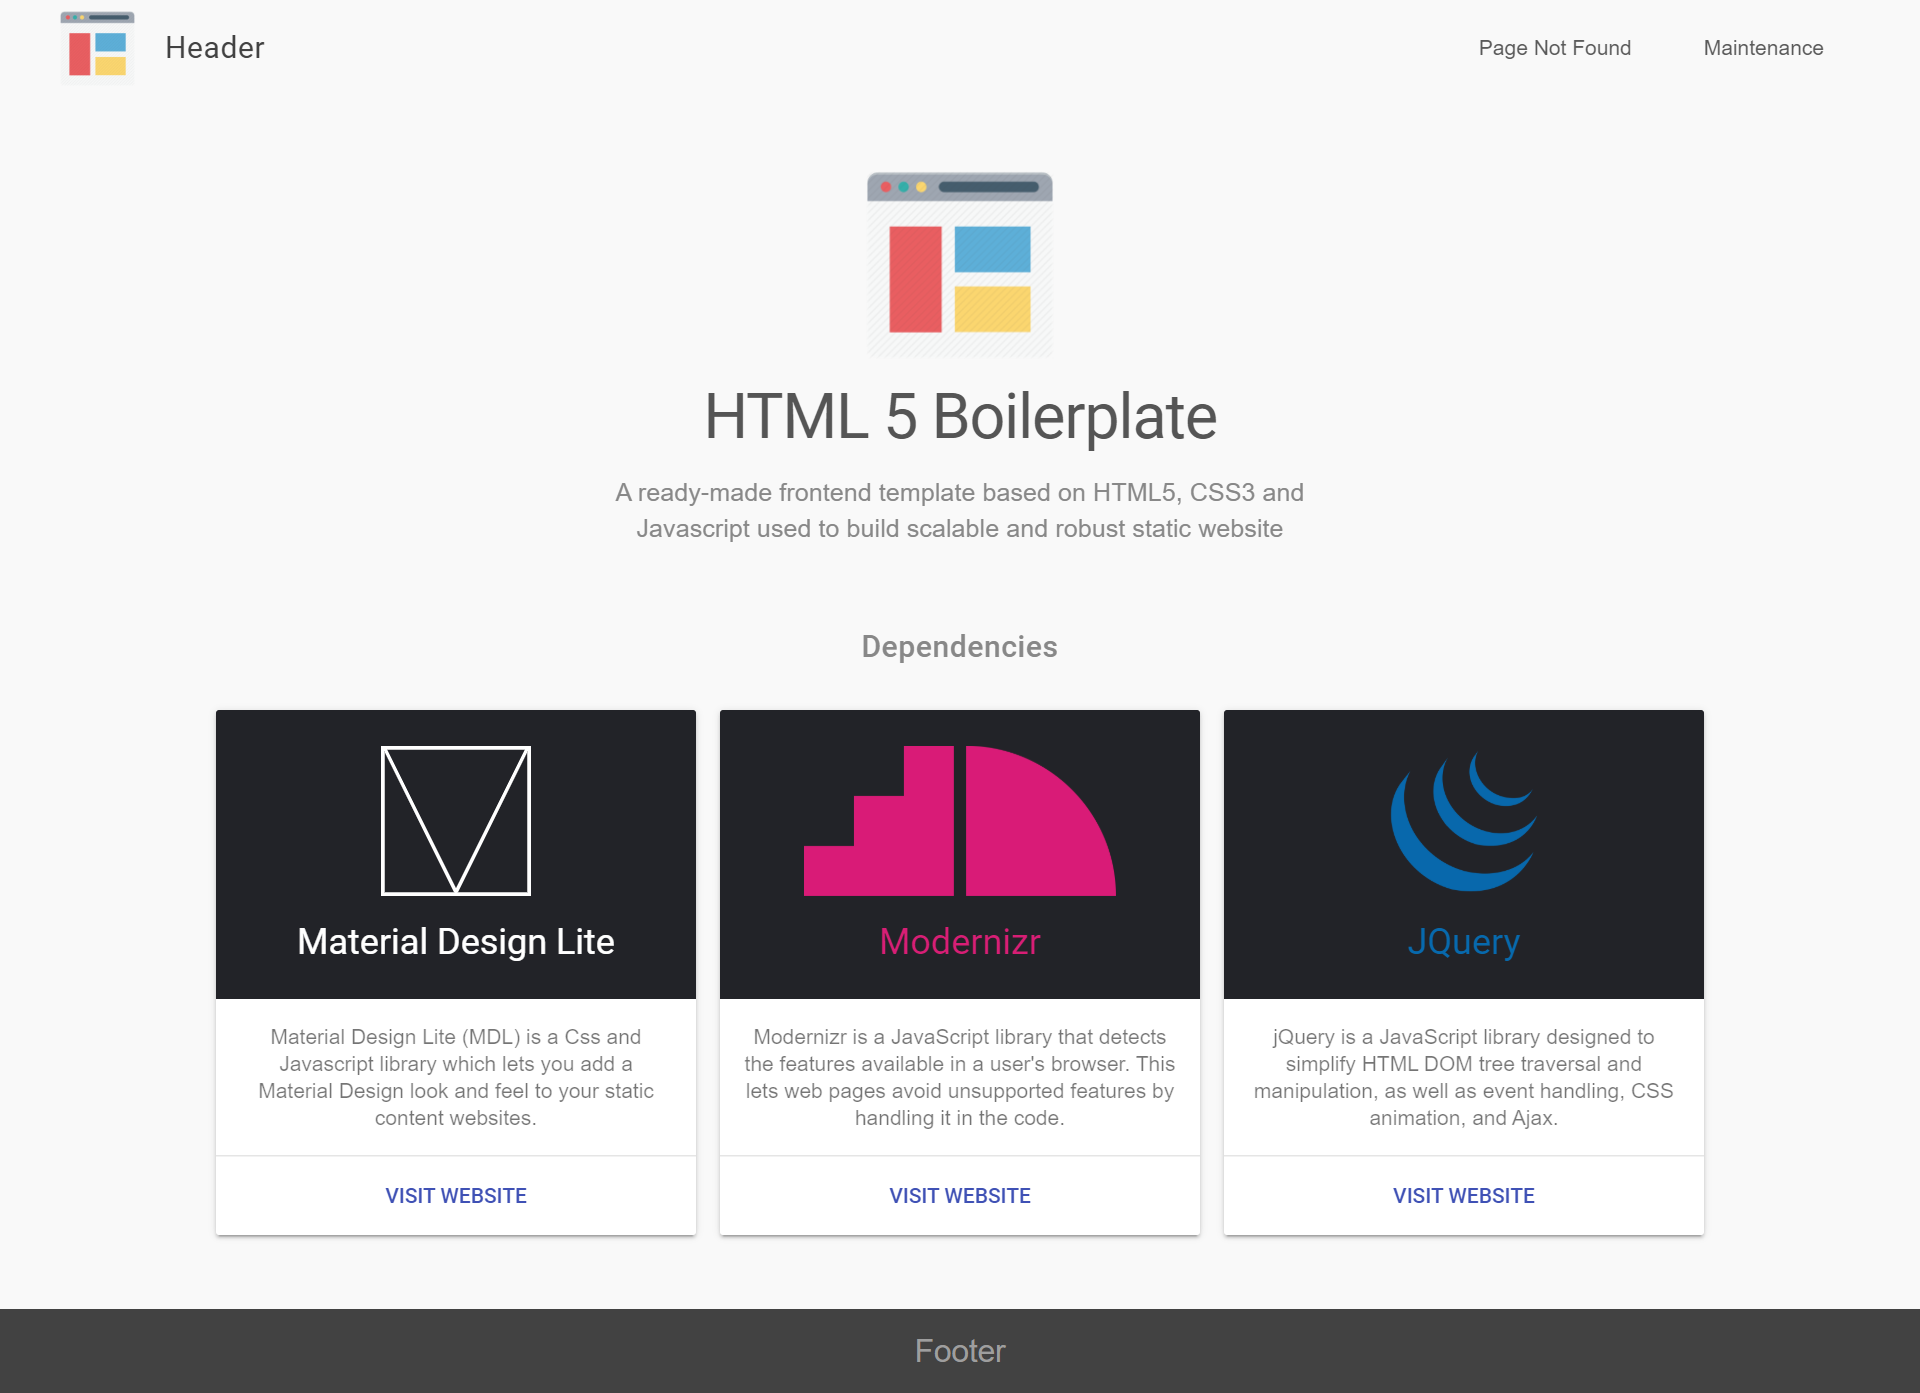 Header
Page Not Found
Maintenance
HTML 5 Boilerplate
A ready-made frontend template based on HTML5, CSS3 and
Javascript used to build scalable and robust static website
Dependencies
Material Design Lite
Material Design Lite (MDL) is a Css and
Javascript library which lets you add a
Material Design look and feel to your static
content websites.
VISIT WEBSITE
Modernizr
Modernizr is a JavaScript library that detects
the features available in a user's browser. This
lets web pages avoid unsupported features by
handling it in the code.
VISIT WEBSITE
JQuery
jQuery is a JavaScript library designed to
simplify HTML DOM tree traversal and
manipulation, as well as event handling, CSS
animation, and Ajax.
VISIT WEBSITE
Footer